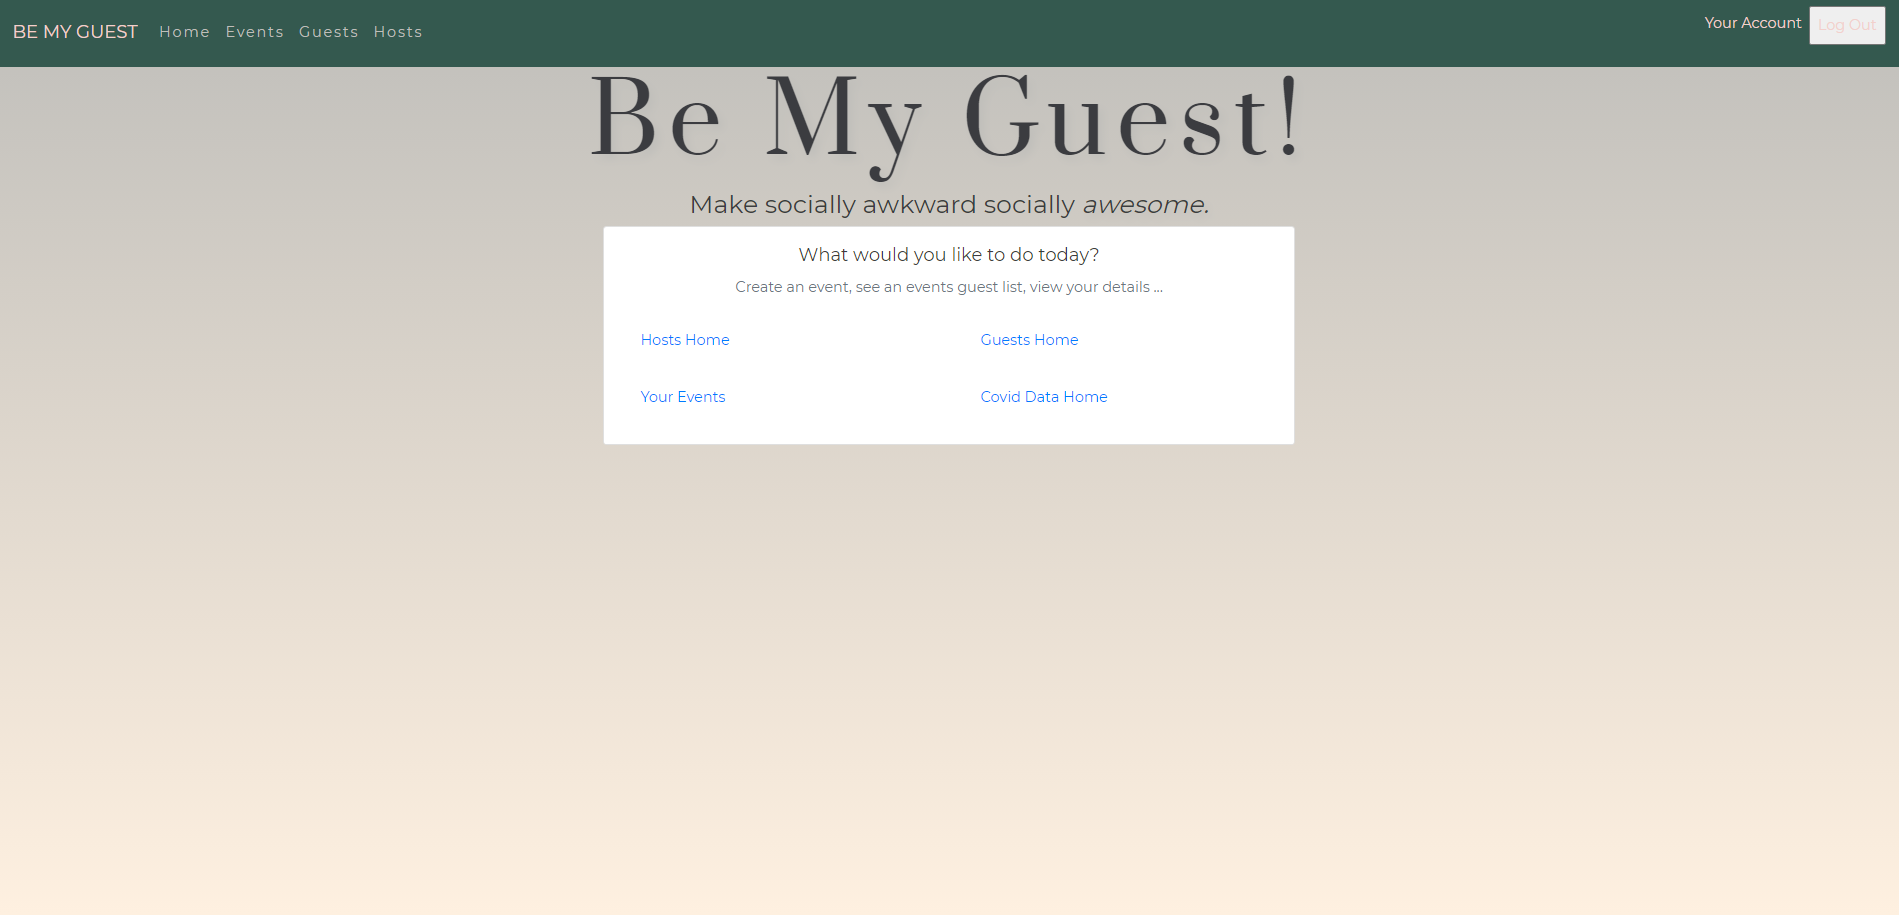 BE MY GUEST Home Events Guests Hosts Your Account Log Out
Be My Guest!
Make socially awkward socially awesome.
What would you like to do today?
Create an event, see an events guest list, view your details ...
Hosts Home Guests Home
Your Events Covid Data Home